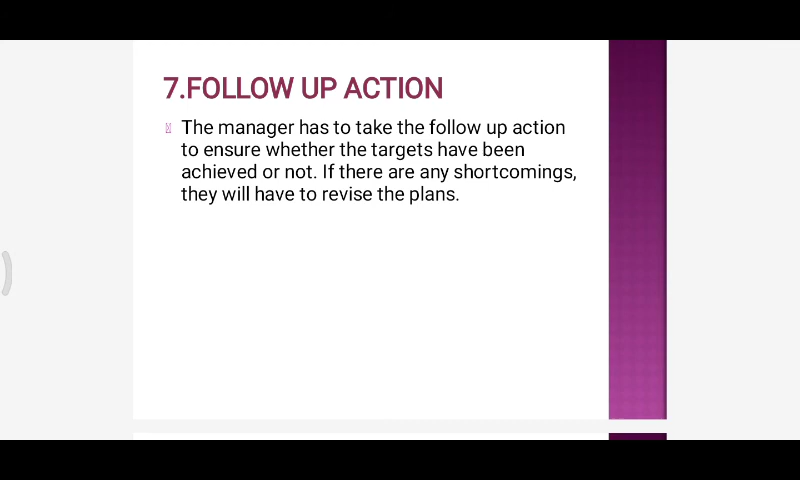 7.FOLLOW UP ACTION
The manager has to take the follow up action
to ensure whether the targets have been
achieved or not. If there are any shortcomings,
they will have to revise the plans.